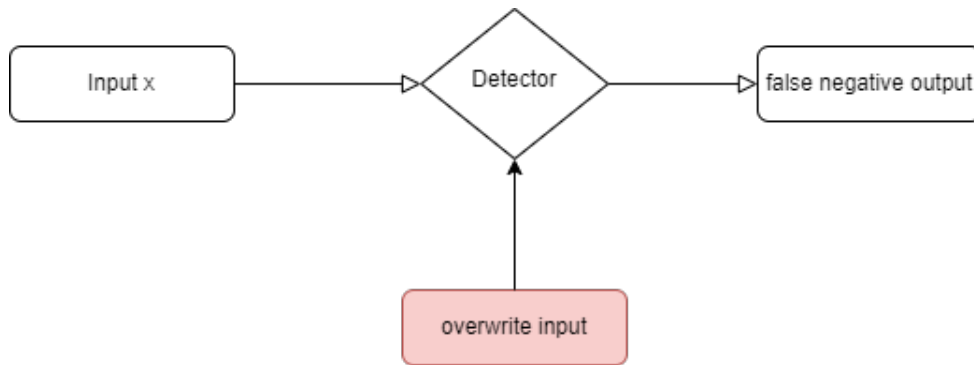 Input x
Detector
false negative output
overwrite input